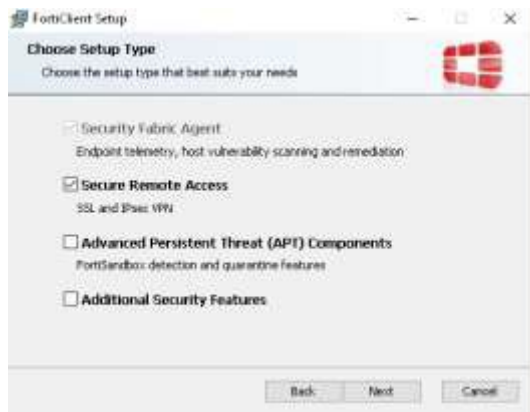 FortiClient Setup
Choose Setup Type
Choose the setup type that best suits your needs
Security Fabric Agent
Endpoint telemetry, host vulnerability scanning and remediation
Secure Remote Access
SSL and IPsec VPN
Advanced Persistent Threat (APT) Components
FortiSandbox detection and quarantine features
Additional Security Features
Back Next Cancel